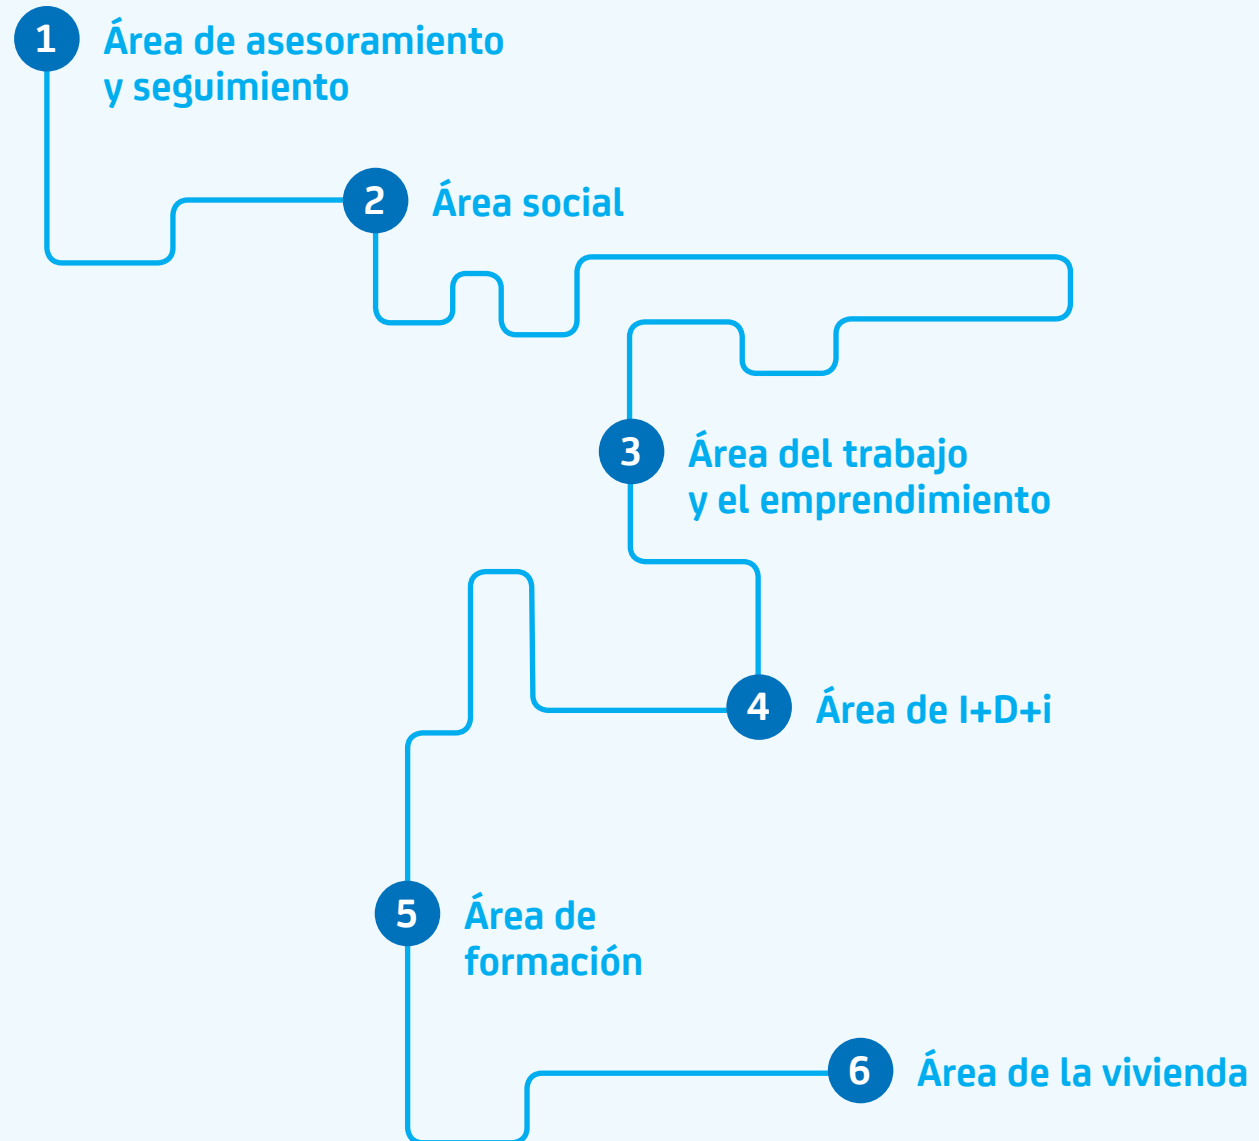 1
Área de asesoramiento
y seguimiento
2
Área social
3
Área del trabajo
y el emprendimiento
4
Área de I+D+i
5
Área de
formación
6
Área de la vivienda